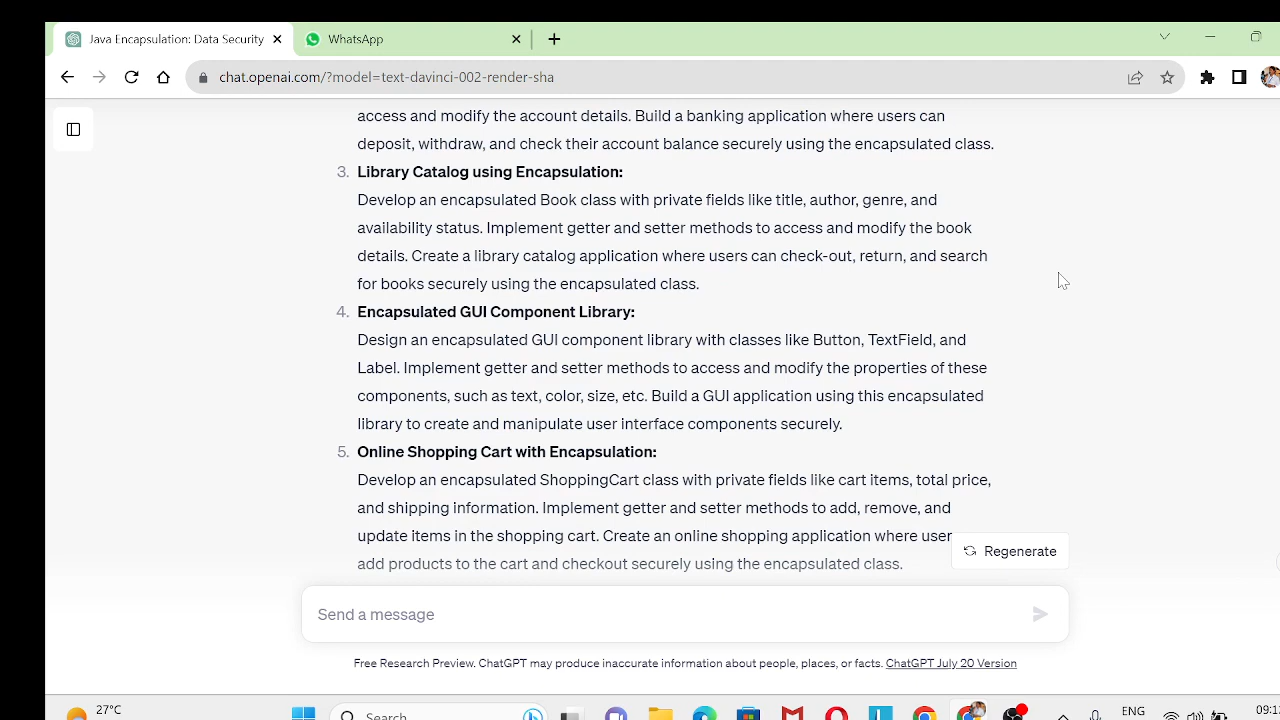 Java Encapsulation: Data Security
WhatsApp
chat.openai.com/?model=text-davinci-002-render-sha
access and modify the account details. Build a banking application where users can
deposit, withdraw, and check their account balance securely using the encapsulated class.
3. Library Catalog using Encapsulation:
Develop an encapsulated Book class with private fields like title, author, genre, and
availability status. Implement getter and setter methods to access and modify the book
details. Create a library catalog application where users can check-out, return, and search
for books securely using the encapsulated class.
4. Encapsulated GUI Component Library:
Design an encapsulated GUI component library with classes like Button, TextField, and
Label. Implement getter and setter methods to access and modify the properties of these
components, such as text, color, size, etc. Build a GUI application using this encapsulated
library to create and manipulate user interface components securely.
5. Online Shopping Cart with Encapsulation:
Develop an encapsulated ShoppingCart class with private fields like cart items, total price,
and shipping information. Implement getter and setter methods to add, remove, and
update items in the shopping cart. Create an online shopping application where user
Regenerate
add products to the cart and checkout securely using the encapsulated class.
Send a message
Free Research Preview. ChatGPT may produce inaccurate information about people, places, or facts. ChatGPT July 20 Version
27°C
Search
ENG